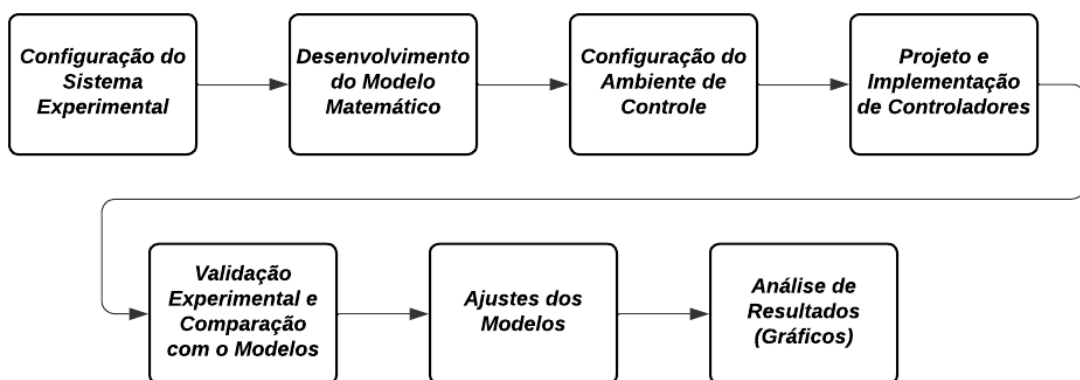 Configuração do
Sistema
Experimental
Desenvolvimento
do Modelo
Matemático
Configuração do
Ambiente de
Controle
Projeto e
Implementação
de Controladores
Validação
Experimental e
Comparação
com o Modelos
Ajustes dos
Modelos
Análise de
Resultados
(Gráficos)